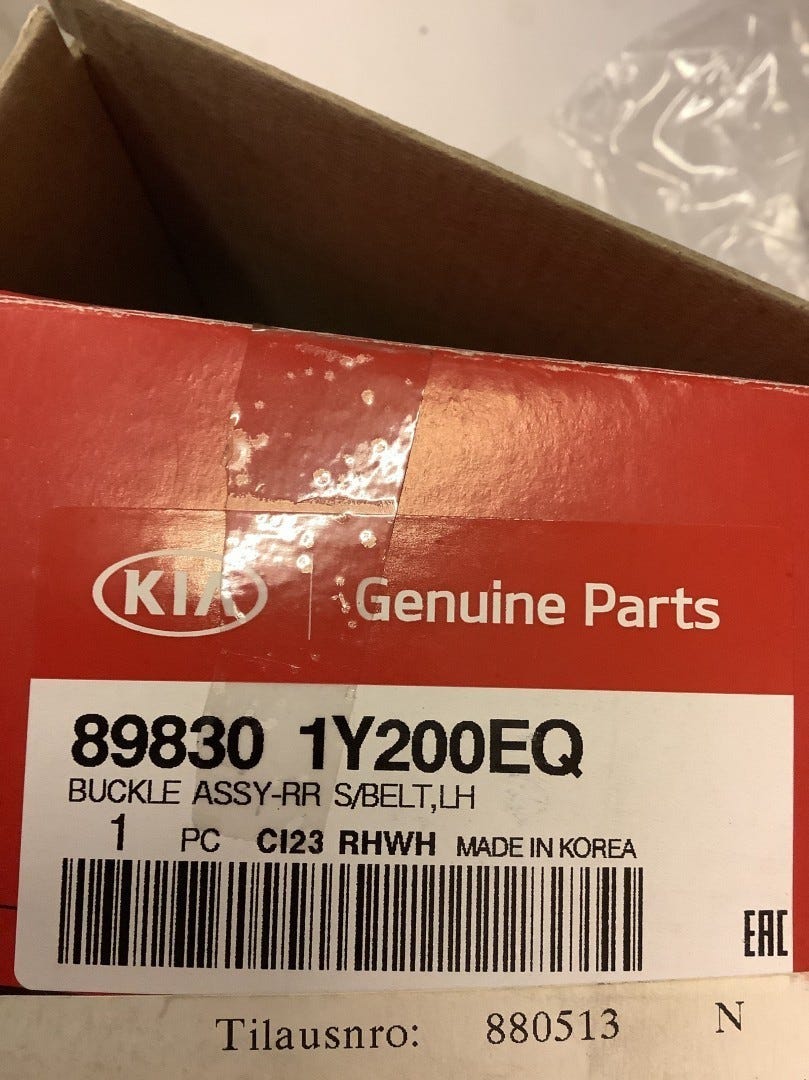 KIA Genuine Parts
89830 1Y200EQ
BUCKLE ASSY-RR S/BELT,LH
1 PC CI23 RHWH MADE IN KOREA
EAC
Tilausnro: 880513 N